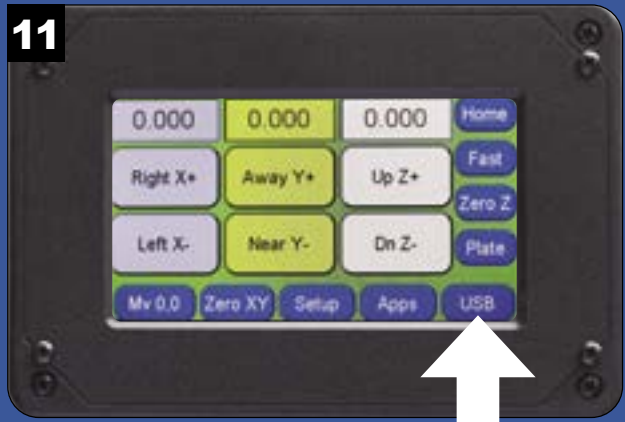 11
0.000 0.000 0.000 Home
Fast
Right X+ Away Y+ Up Z+
Zero Z
Left X- Near Y- Dn Z- Plate
Mv 0,0 Zero XY Setup Apps USB